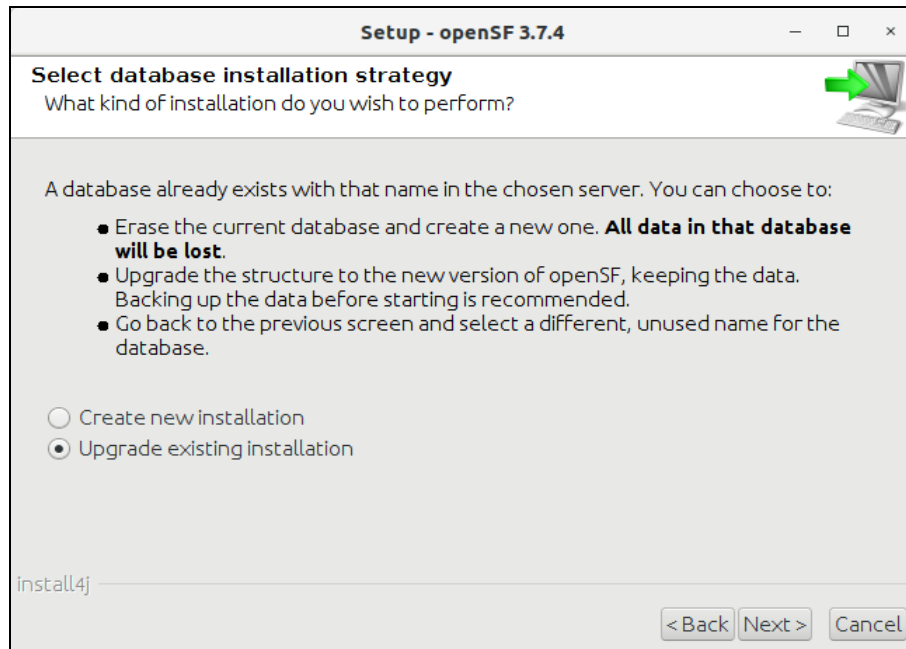 Setup - openSF 3.7.4
Select database installation strategy
What kind of installation do you wish to perform?
A database already exists with that name in the chosen server. You can choose to:
Erase the current database and create a new one. All data in that database
will be lost.
Upgrade the structure to the new version of openSF, keeping the data.
Backing up the data before starting is recommended.
Go back to the previous screen and select a different, unused name for the
database.
Create new installation
Upgrade existing installation
install4j
< Back Next > Cancel